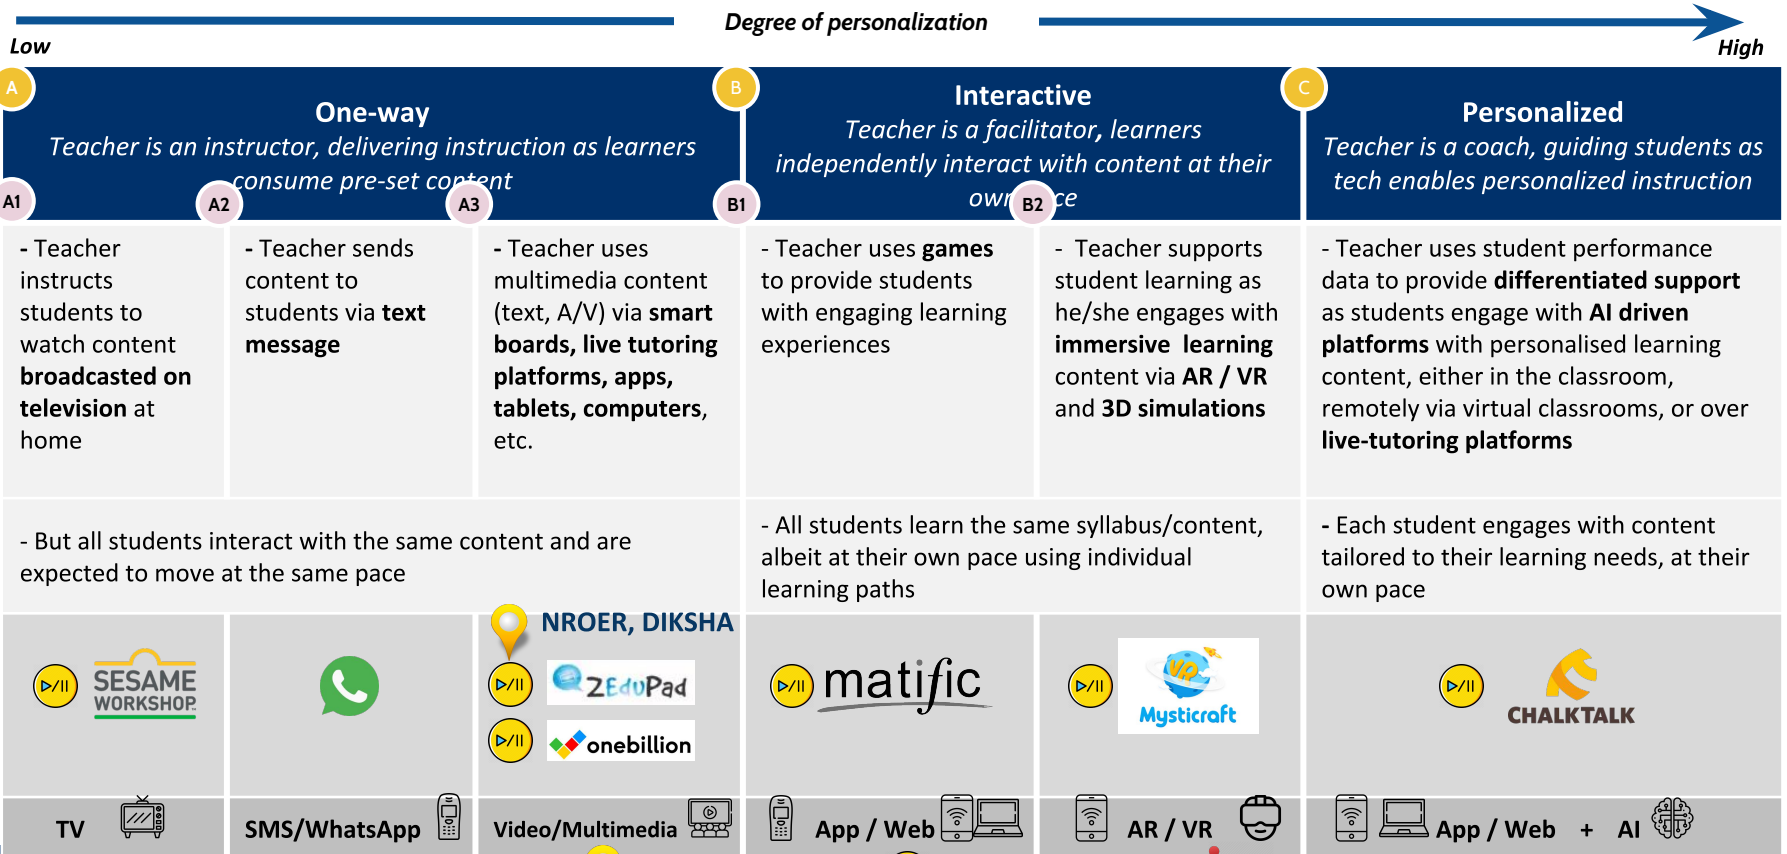 Degree of personalization
Low
High
A
One-way
Teacher is an instructor, delivering instruction as learners
consume pre-set content
B
Interactive
Teacher is a facilitator, learners
independently interact with content at their
own ce
C
Personalized
Teacher is a coach, guiding students as
tech enables personalized instruction
A1
A2
A3
B1
B2
- Teacher
instructs
students to
watch content
broadcasted on
television at
home
- Teacher sends
content to
students via text
message
- Teacher uses
multimedia content
(text, A/V) via smart
boards, live tutoring
platforms, apps,
tablets, computers,
etc.
- Teacher uses games
to provide students
with engaging learning
experiences
- Teacher supports
student learning as
he/she engages with
immersive learning
content via AR / VR
and 3D simulations
- Teacher uses student performance
data to provide differentiated support
as students engage with AI driven
platforms with personalised learning
content, either in the classroom,
remotely via virtual classrooms, or over
live-tutoring platforms
- But all students interact with the same content and are
expected to move at the same pace
- All students learn the same syllabus/content,
albeit at their own pace using individual
learning paths
- Each student engages with content
tailored to their learning needs, at their
own pace
SESAME
WORKSHOP
NROER, DIKSHA
ZEduPad
onebillion
matific
VR
Mysticraft
CHALKTALK
TV
SMS/WhatsApp
Video/Multimedia
App / Web
AR / VR
App / Web + AI